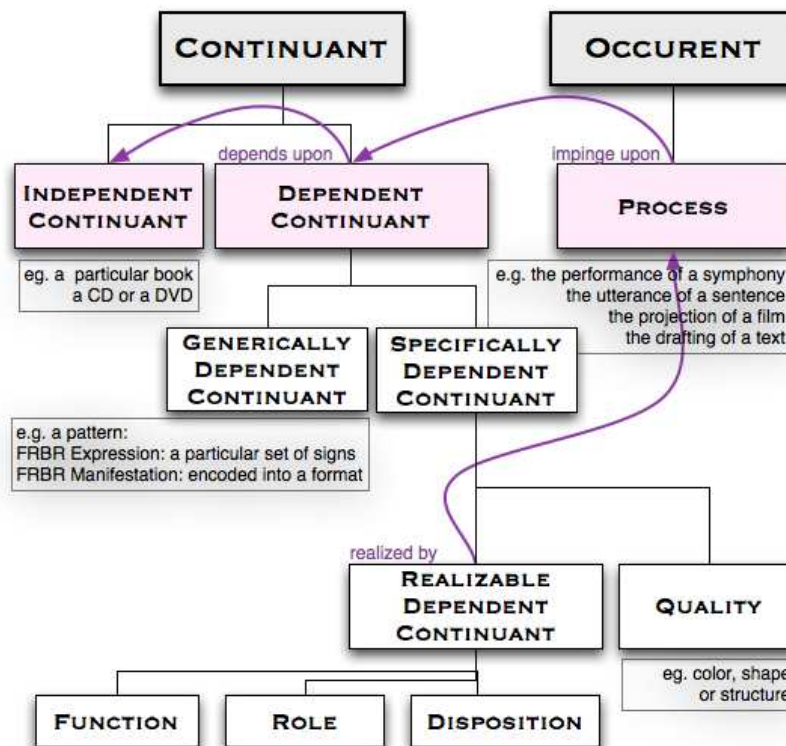 CONTINUANT
OCCURENT
depends upon
impinge upon
INDEPENDENT
CONTINUANT
DEPENDENT
CONTINUANT
PROCESS
eg. a particular book
a CD or a DVD
e.g. the performance of a symphony
the utterance of a sentence
the projection of a film
the drafting of a text
GENERICALLY
DEPENDENT
CONTINUANT
SPECIFICALLY
DEPENDENT
CONTINUANT
e.g. a pattern:
FRBR Expression: a particular set of signs
FRBR Manifestation: encoded into a format
realized by
REALIZABLE
DEPENDENT
CONTINUANT
QUALITY
eg. color, shape
or structure
FUNCTION
ROLE
DISPOSITION